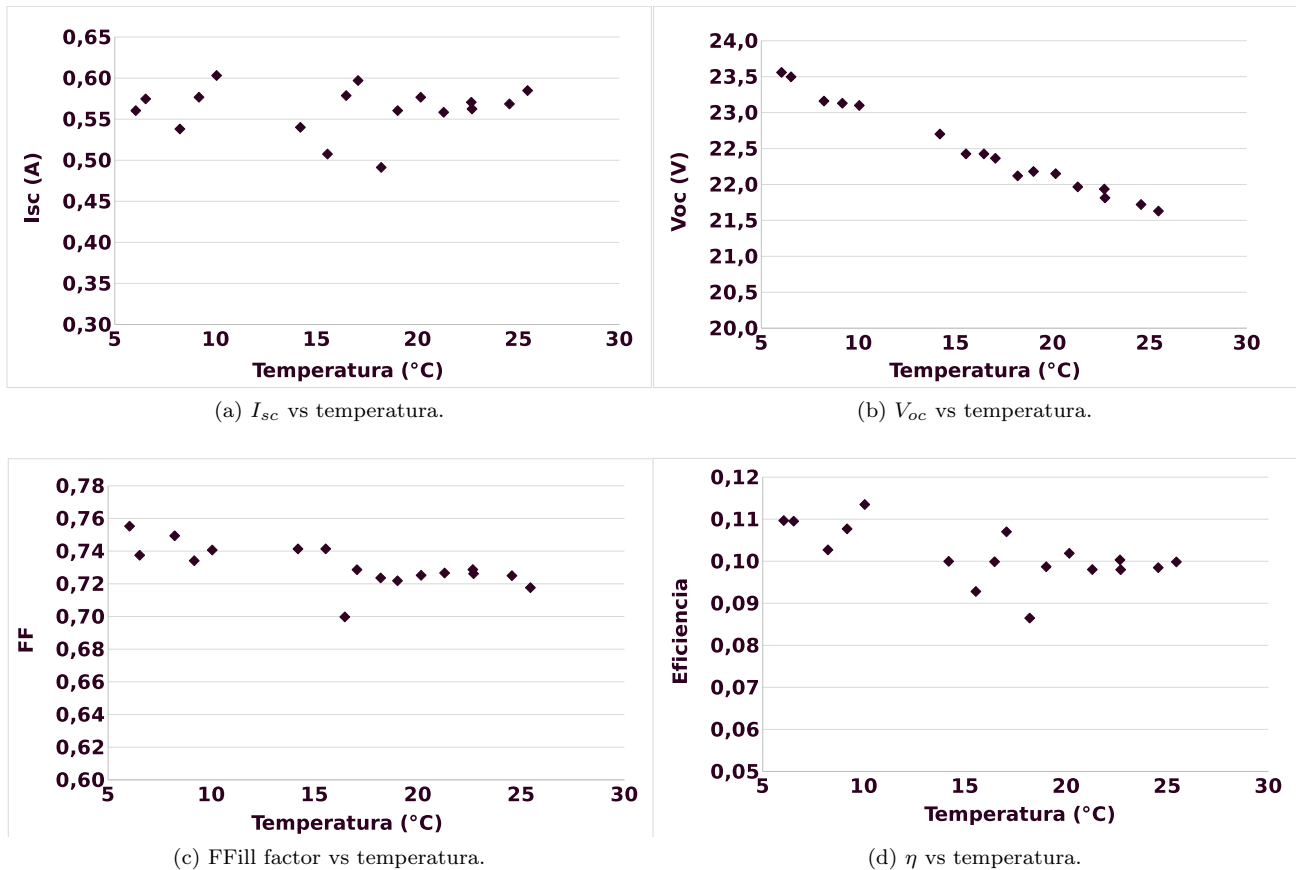 0,65
0,60
0,55
0,50
0,45
0,40
0,35
0,30
Isc (A)
5 10 15 20 25 30
Temperatura (°C)
(a) Isc vs temperatura.
24,0
23,5
23,0
22,5
22,0
21,5
21,0
20,5
20,0
Voc (V)
5 10 15 20 25 30
Temperatura (°C)
(b) Voc vs temperatura.
0,78
0,76
0,74
0,72
0,70
0,68
0,66
0,64
0,62
0,60
FF
5 10 15 20 25 30
Temperatura (°C)
(c) FFill factor vs temperatura.
0,12
0,11
0,10
0,09
0,08
0,07
0,06
0,05
Eficiencia
5 10 15 20 25 30
Temperatura (°C)
(d) η vs temperatura.